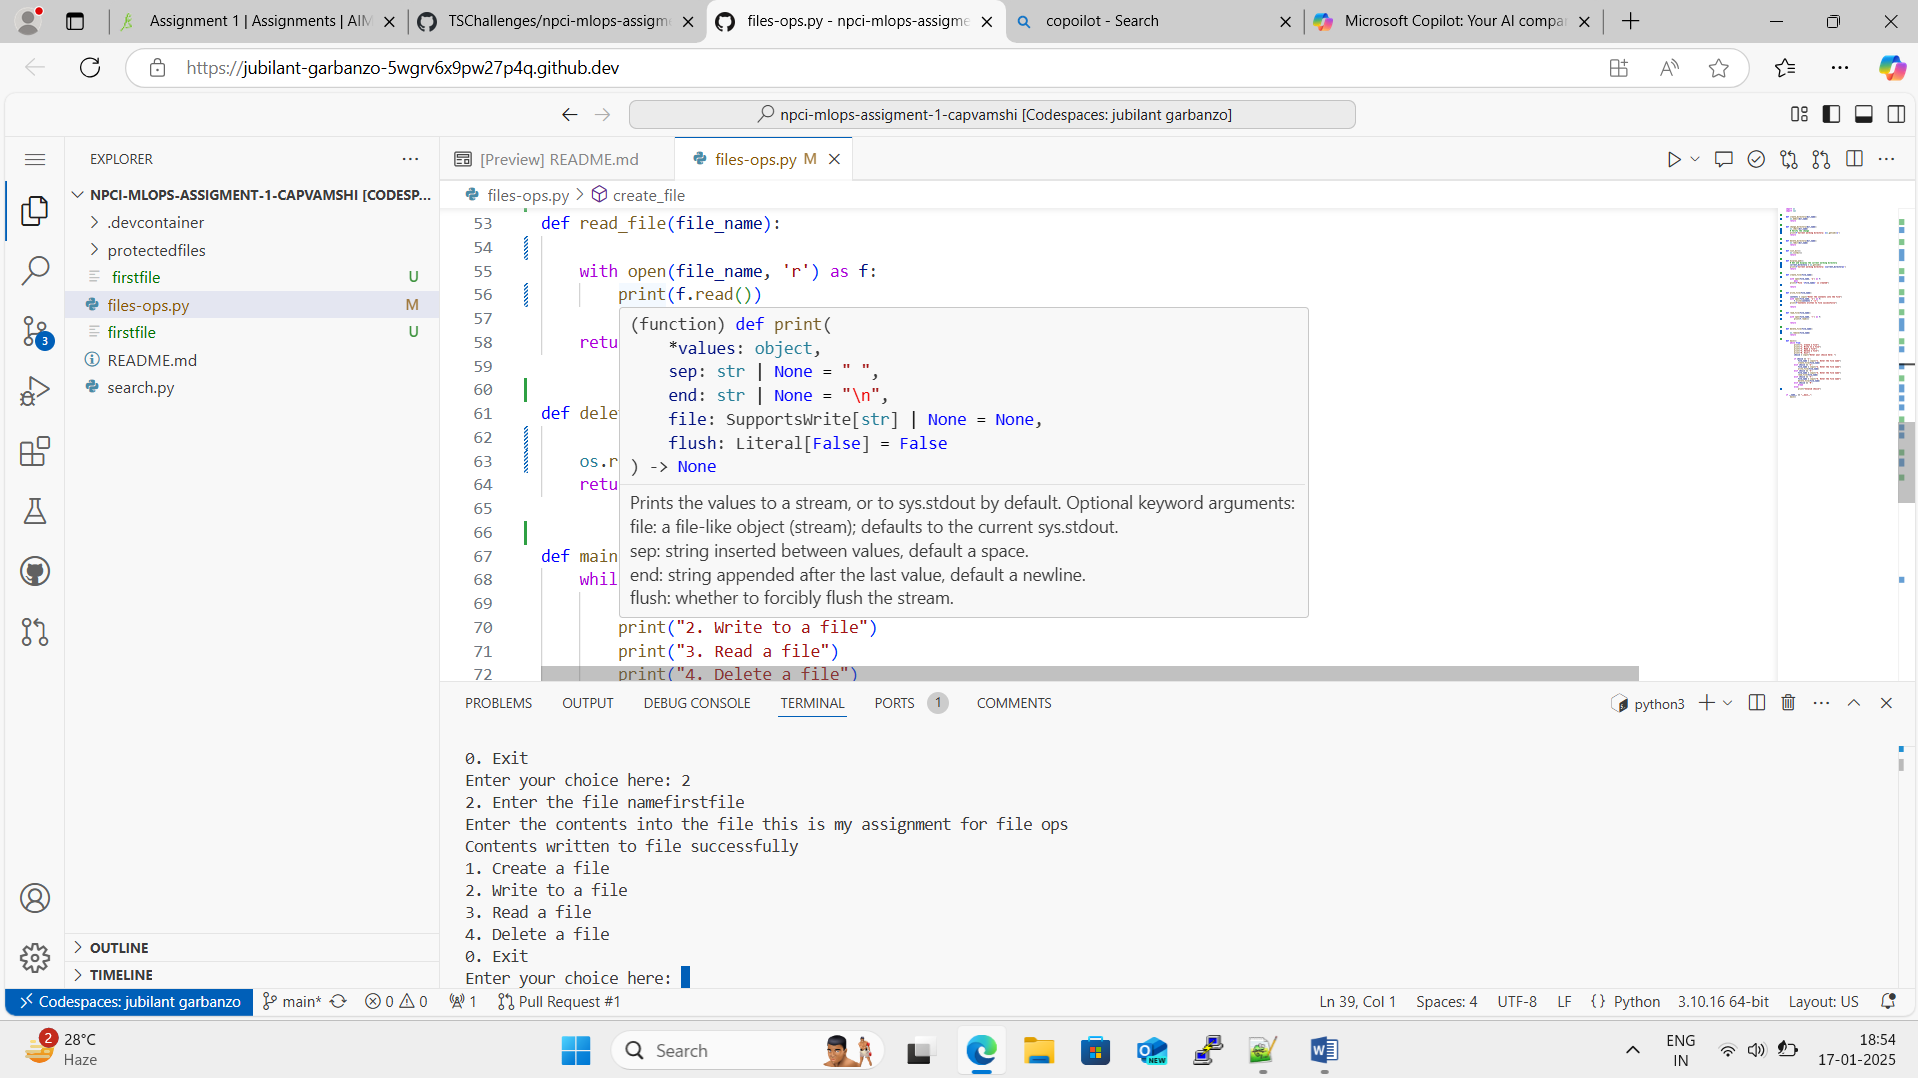 Assignment 1 | Assignments | AIM
TSChallenges/npci-mlops-assigme
files-ops.py - npci-mlops-assigme
copoilot - Search
Microsoft Copilot: Your AI compa
https://jubilant-garbanzo-5wgrv6x9pw27p4q.github.dev
npci-mlops-assigment-1-capvamshi [Codespaces: jubilant garbanzo]
EXPLORER
[Preview] README.md
files-ops.py M
NPCI-MLOPS-ASSIGMENT-1-CAPVAMSHI [CODESP...
.devcontainer
protectedfiles
firstfile U
files-ops.py M
firstfile U
README.md
search.py
OUTLINE
TIMELINE
3
files-ops.py > create_file
53 def read_file(file_name):
54
55 with open(file_name, 'r') as f:
56 print(f.read())
57
58 retu
59
60
61 def dele
62
63 os.r
64 retu
65
66
67 def main
68 whil
69
70 print("2. Write to a file")
71 print("3. Read a file")
72 print("4. Delete a file")
(function) def print(
*values: object,
sep: str | None = " ",
end: str | None = "\n",
file: SupportsWrite[str] | None = None,
flush: Literal[False] = False
) -> None
Prints the values to a stream, or to sys.stdout by default. Optional keyword arguments:
file: a file-like object (stream); defaults to the current sys.stdout.
sep: string inserted between values, default a space.
end: string appended after the last value, default a newline.
flush: whether to forcibly flush the stream.
PROBLEMS OUTPUT DEBUG CONSOLE TERMINAL PORTS 1 COMMENTS
python3
0. Exit
Enter your choice here: 2
2. Enter the file namefirstfile
Enter the contents into the file this is my assignment for file ops
Contents written to file successfully
1. Create a file
2. Write to a file
3. Read a file
4. Delete a file
0. Exit
Enter your choice here:
Codespaces: jubilant garbanzo main* 0 0 1 Pull Request #1
Ln 39, Col 1 Spaces: 4 UTF-8 LF {} Python 3.10.16 64-bit Layout: US
2
28°C
Haze
Search
NEW
ENG
IN
18:54
17-01-2025